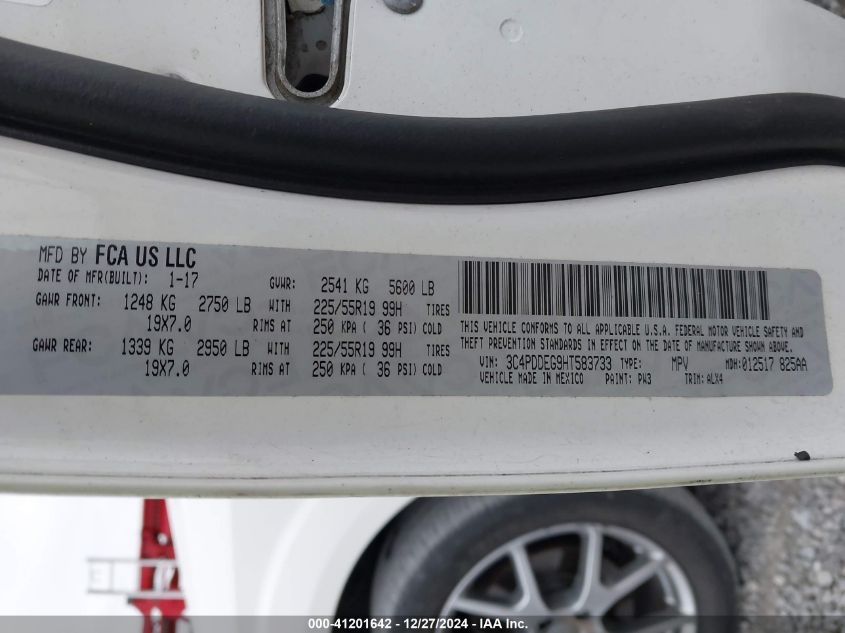 MFD BY FCA US LLC
DATE OF MFR(BUILT): 1-17 GVWR: 2541 KG 5600 LB
GAWR FRONT: 1248 KG 2750 LB WITH 225/55R19 99H TIRES
19X7.0 RIMS AT 250 KPA ( 36 PSI) COLD
GAWR REAR: 1339 KG 2950 LB WITH 225/55R19 99H TIRES
19X7.0 RIMS AT 250 KPA ( 36 PSI) COLD
THIS VEHICLE CONFORMS TO ALL APPLICABLE U.S.A. FEDERAL MOTOR VEHICLE SAFETY AND
THEFT PREVENTION STANDARDS IN EFFECT ON THE DATE OF MANUFACTURE SHOWN ABOVE.
VIN: 3C4PDDEG9HT583733 TYPE: MPV MDH:012517 825AA
VEHICLE MADE IN MEXICO PAINT: PW3 TRIM: ALX4
000-41201642 - 12/27/2024 - IAA Inc.